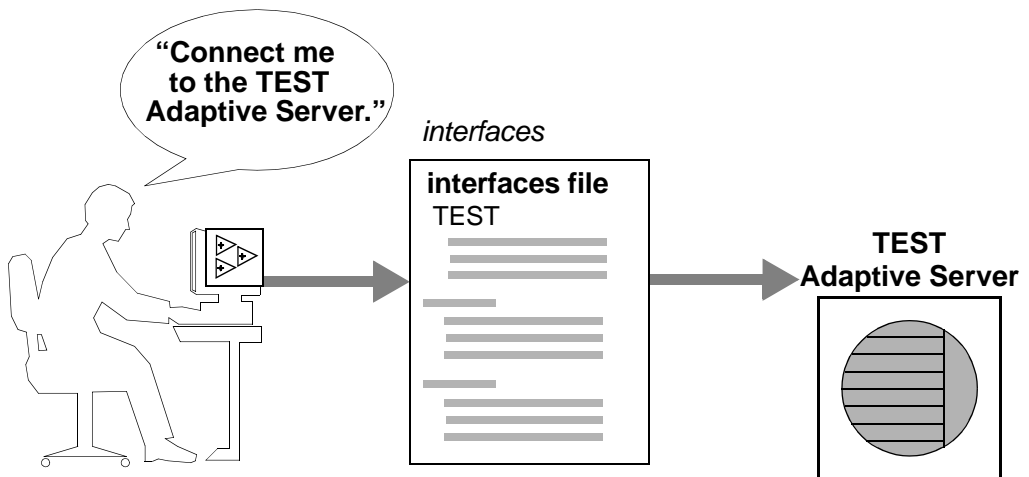 “Connect me
to the TEST
Adaptive Server.”
interfaces
interfaces file
TEST
TEST
Adaptive Server